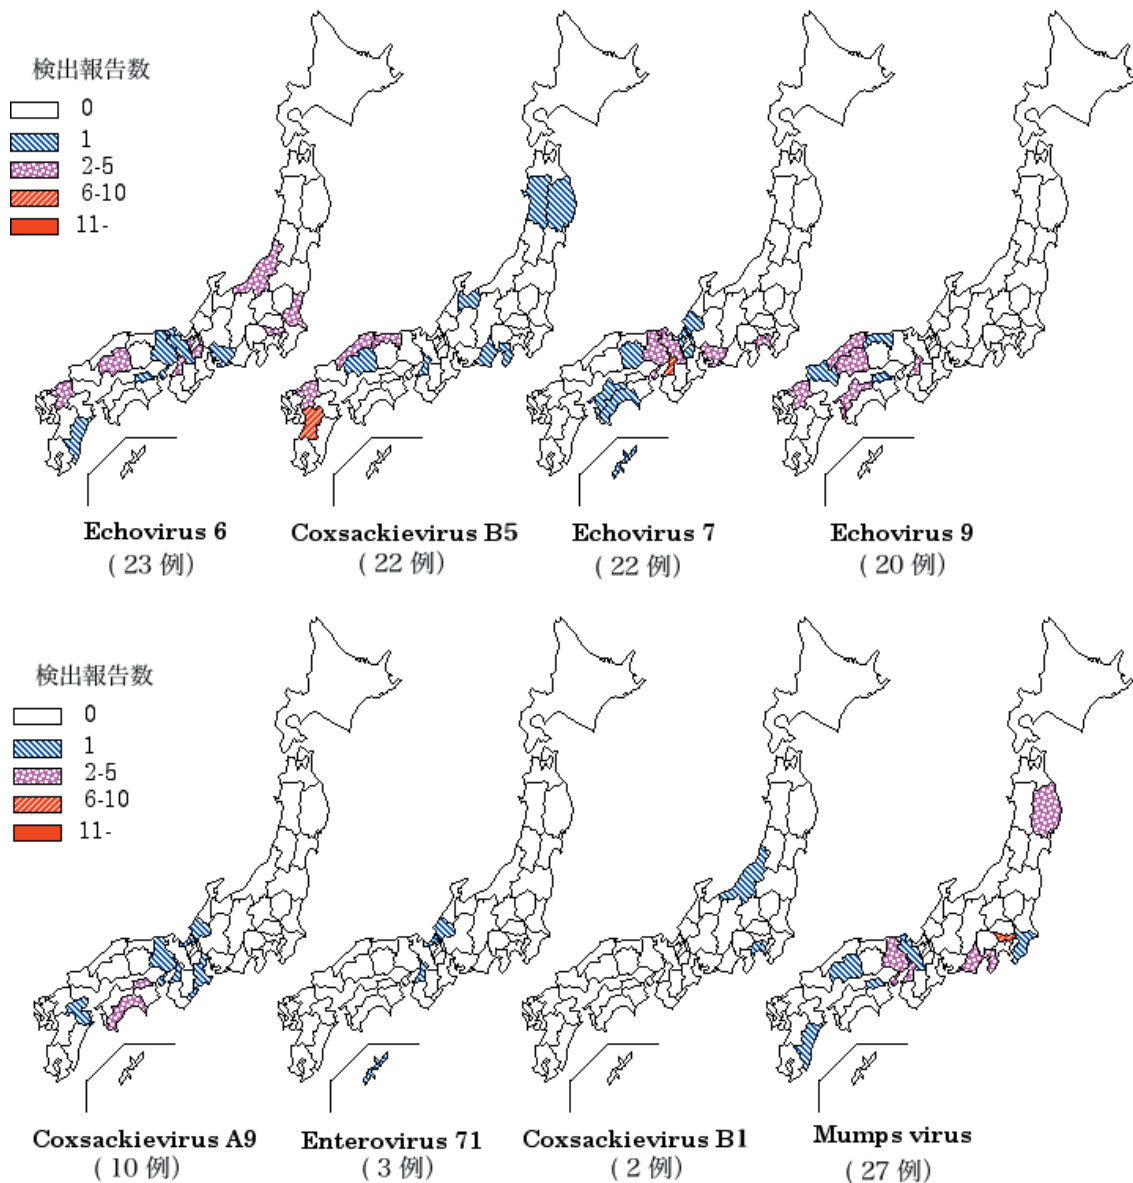 検出報告数
0
1
2-5
6-10
11-
Echovirus 6
( 23 例)
Coxsackievirus B5
( 22 例)
Echovirus 7
( 22 例)
Echovirus 9
( 20 例)
検出報告数
0
1
2-5
6-10
11-
Coxsackievirus A9
( 10 例)
Enterovirus 71
( 3 例)
Coxsackievirus B1
( 2 例)
Mumps virus
( 27 例)